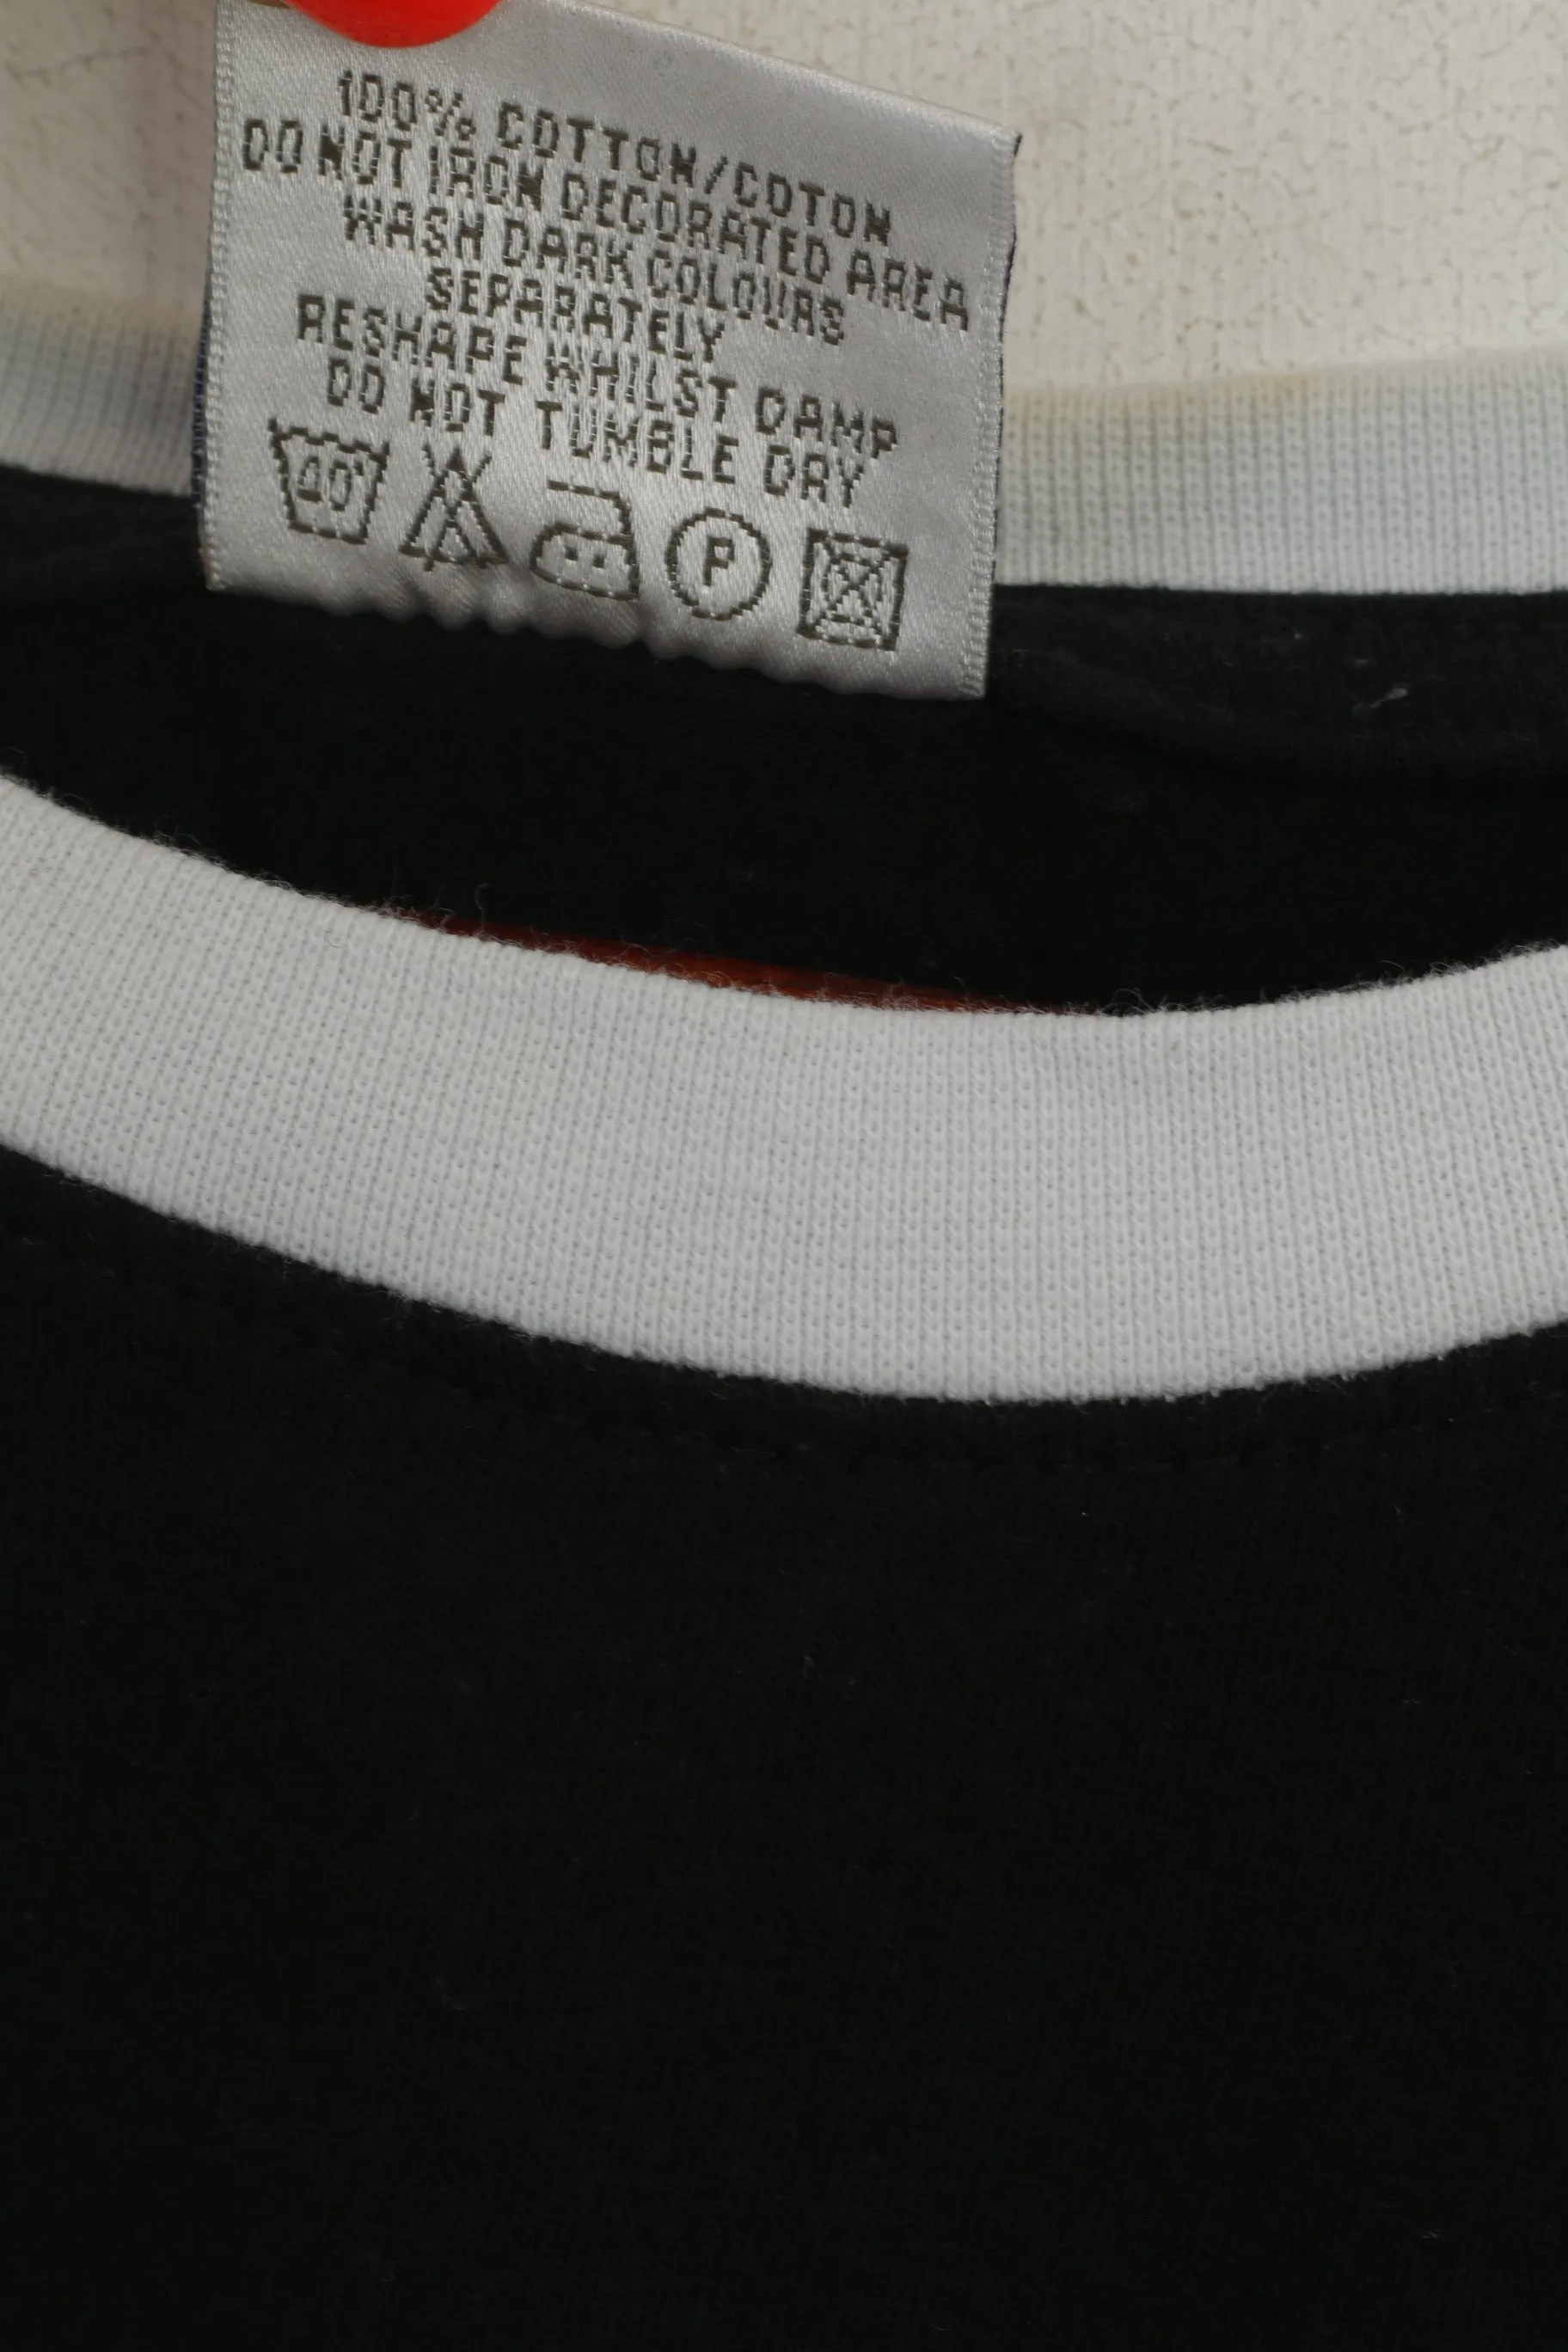 100% COTTON/COTON
DO NOT IRON DECORATED AREA
WASH DARK COLOURS
SEPARATELY
RESHAPE WHILST DAMP
DO NOT TUMBLE DRY
40° P